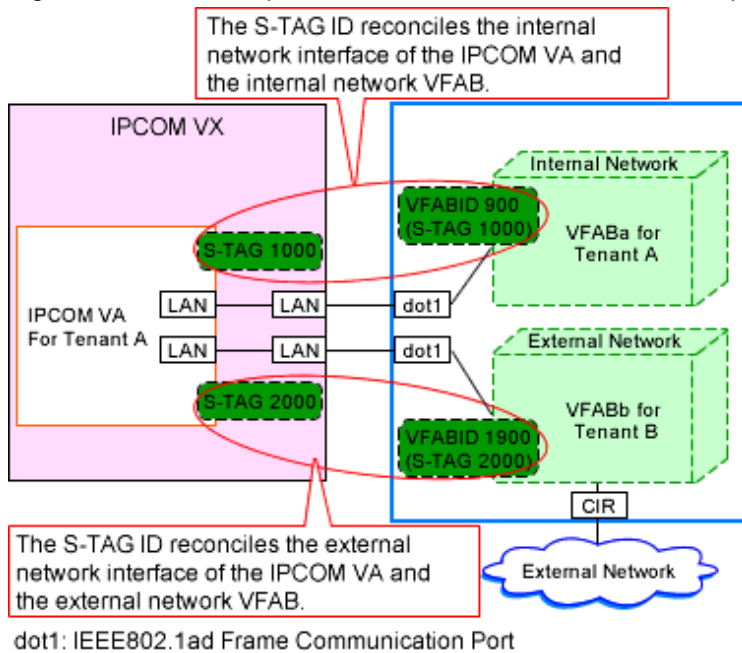 The S-TAG ID reconciles the internal
network interface of the IPCOM VA and
the internal network VFAB.
IPCOM VX
Internal Network
VFABID 900
(S-TAG 1000)
VFABa for
Tenant A
S-TAG 1000
IPCOM VA
For Tenant A
LAN
LAN
dot1
LAN
LAN
dot1
External Network
S-TAG 2000
VFABID 1900
(S-TAG 2000)
VFABb for
Tenant B
CIR
The S-TAG ID reconciles the external
network interface of the IPCOM VA and
the external network VFAB.
External Network
dot1: IEEE802.1ad Frame Communication Port